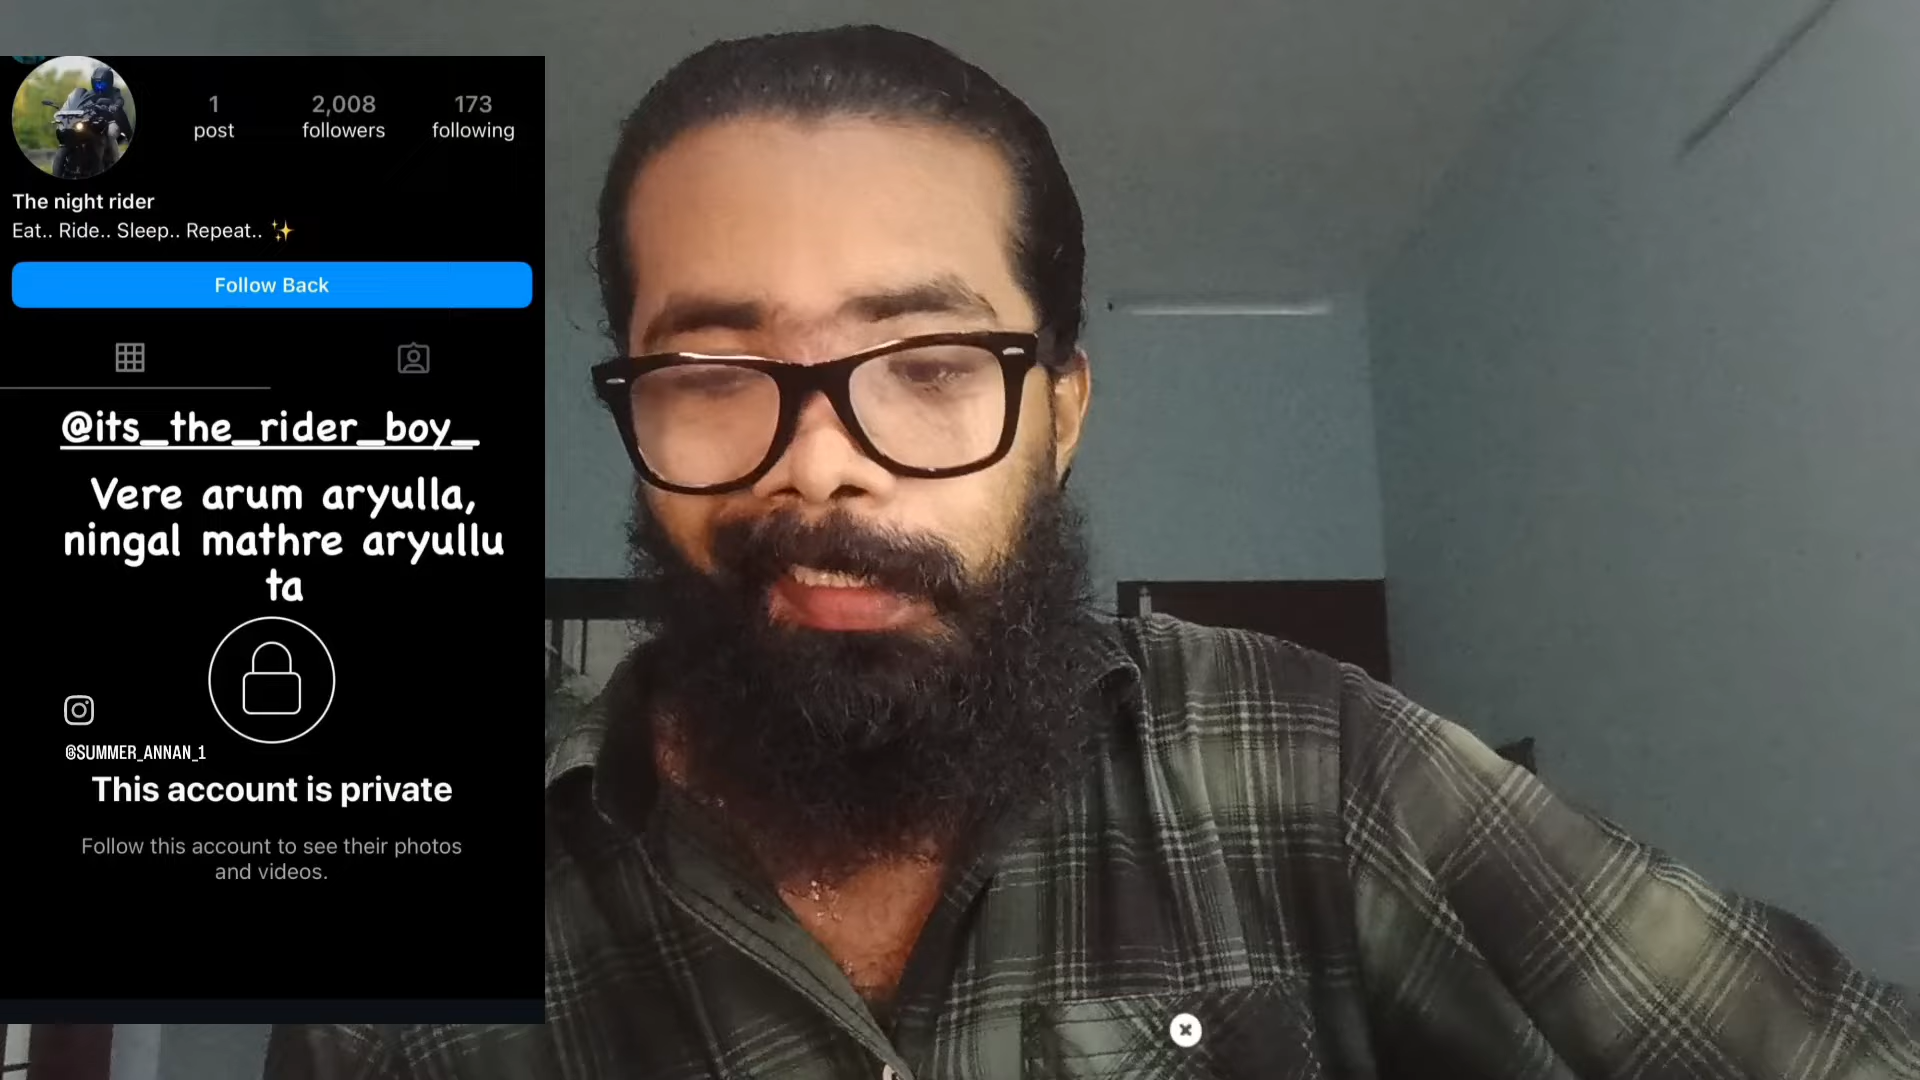 1 2,008 173
post followers following
The night rider
Eat.. Ride.. Sleep.. Repeat.. ✨
Follow Back
@its_the_rider_boy_
Vere arum aryulla,
ningal mathre aryullu
ta
@SUMMER_ANNAN_1
This account is private
Follow this account to see their photos
and videos.